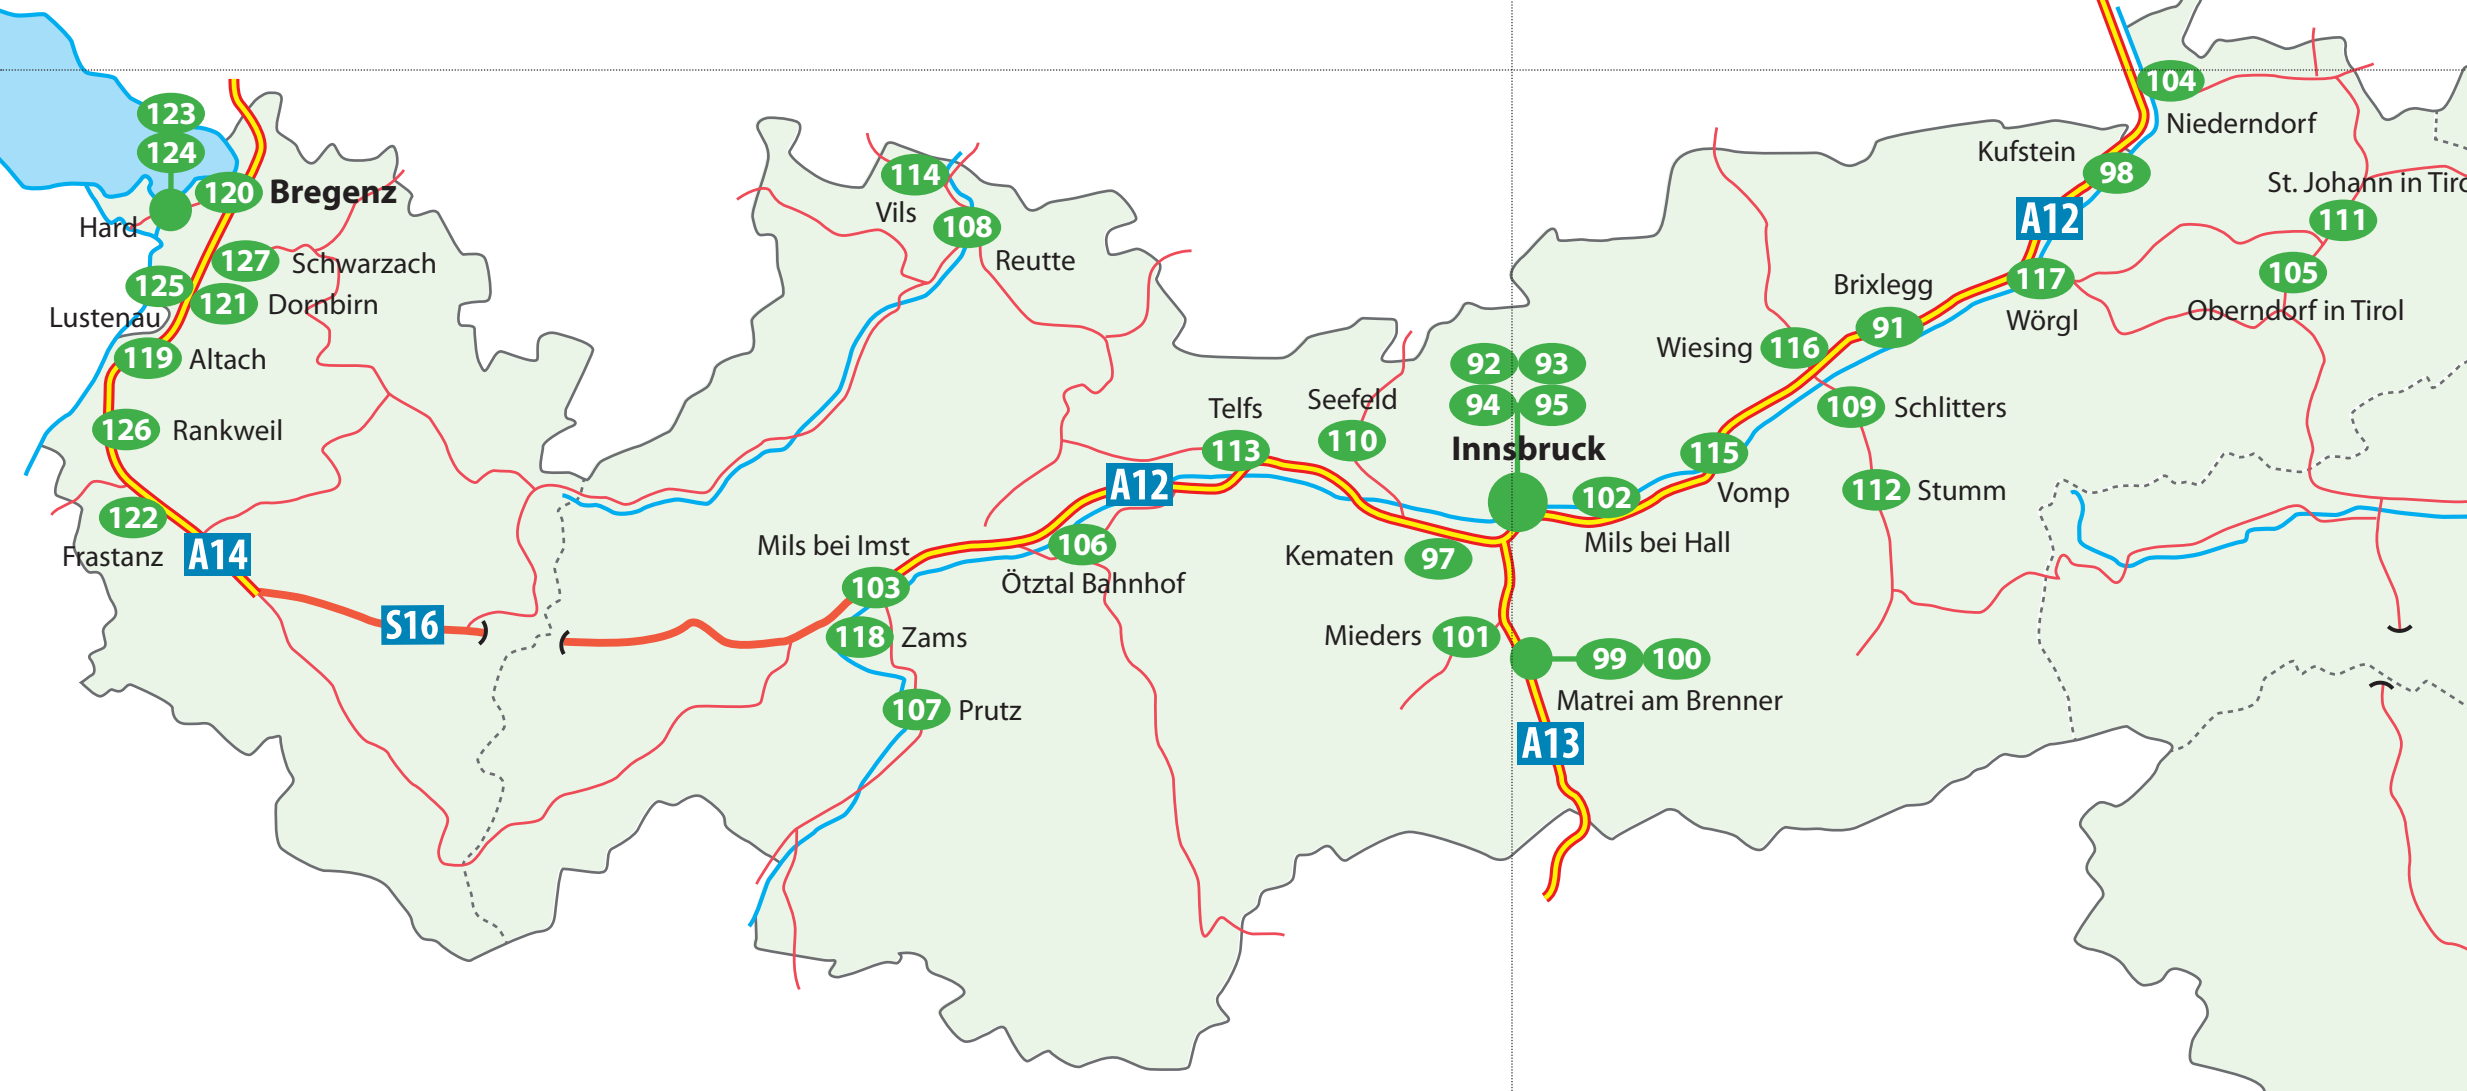 104
123
Niederndorf
124
Kufstein
98
114
St. Johann in Tiro
120
Bregenz
Vils
A12
111
Hard
108
127
Schwarzach
Reutte
105
125
117
121
Dornbirn
Brixlegg
Oberndorf in Tirol
Lustenau
Wörgl
91
Wiesing
116
119
Altach
92
93
Seefeld
94
95
Telfs
109
Schlitters
126
Rankweil
110
Innsbruck
113
115
A12
112
Stumm
Vomp
102
122
106
Mils bei Hall
Mils bei Imst
Frastanz
A14
Kematen
97
Ötztal Bahnhof
103
S16
118
Zams
Mieders
101
99
100
Matrei am Brenner
107
Prutz
A13